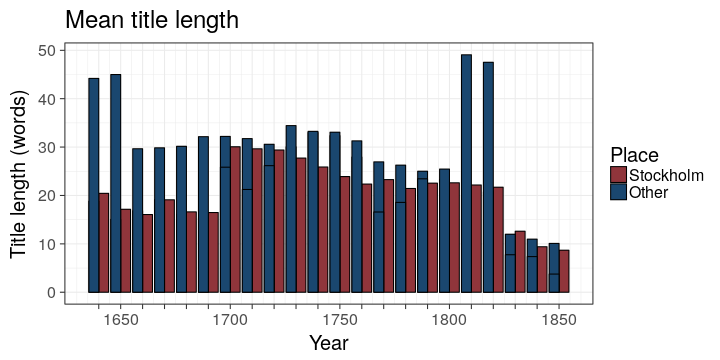 Mean title length
50
40
30
20
10
0
Title length (words)
1650
1700
1750
1800
1850
Year
Place
Stockholm
Other